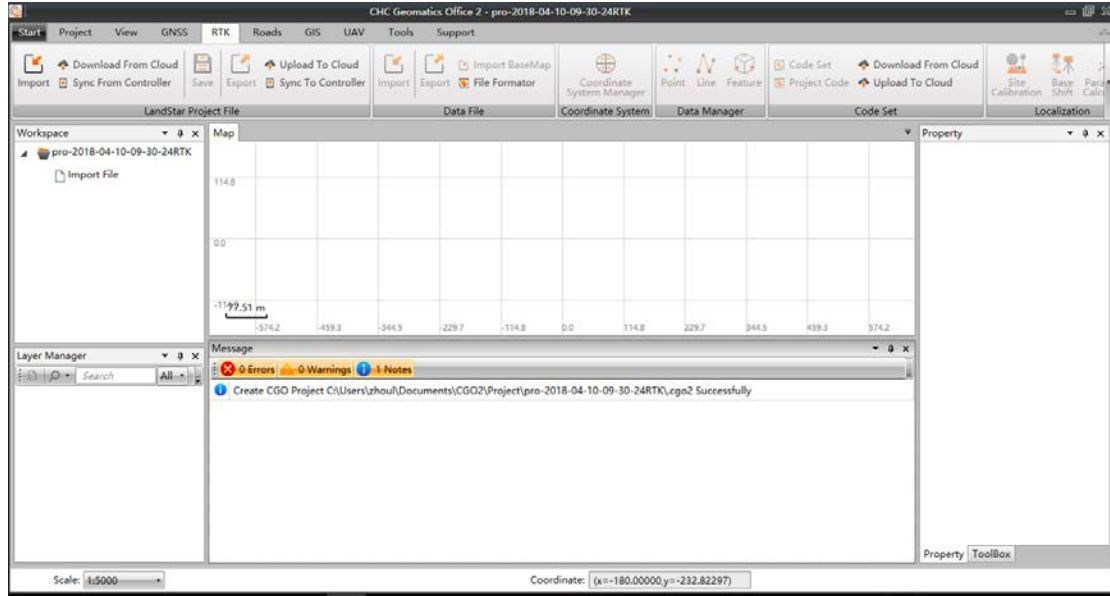 CHC Geomatics Office 2 - pro-2018-04-10-09-30-24RTK
Start Project View GNSS RTK Roads GIS UAV Tools Support
Import Download From Cloud Save Export Upload To Cloud Import Export Import BaseMap Coordinate System Manager Point Line Feature Code Set Download From Cloud Site Calibration Base Shift
Sync From Controller Sync To Controller File Formator Project Code Upload To Cloud
LandStar Project File Data File Coordinate System Data Manager Code Set Localization
Workspace Map Property
pro-2018-04-10-09-30-24RTK
Import File
114.8
0.0
77.51 m
-574.2 -459.3 -344.5 -229.7 -114.8 0.0 114.8 229.7 344.5 459.3 574.2
Layer Manager Message
Search All 0 Errors 0 Warnings 1 Notes
Create CGO Project C:\Users\zhoul\Documents\CGO2\Project\pro-2018-04-10-09-30-24RTK\.cgo2 Successfully
Property ToolBox
Scale: 1:5000 Coordinate: (x=-180.00000,y=-232.82297)